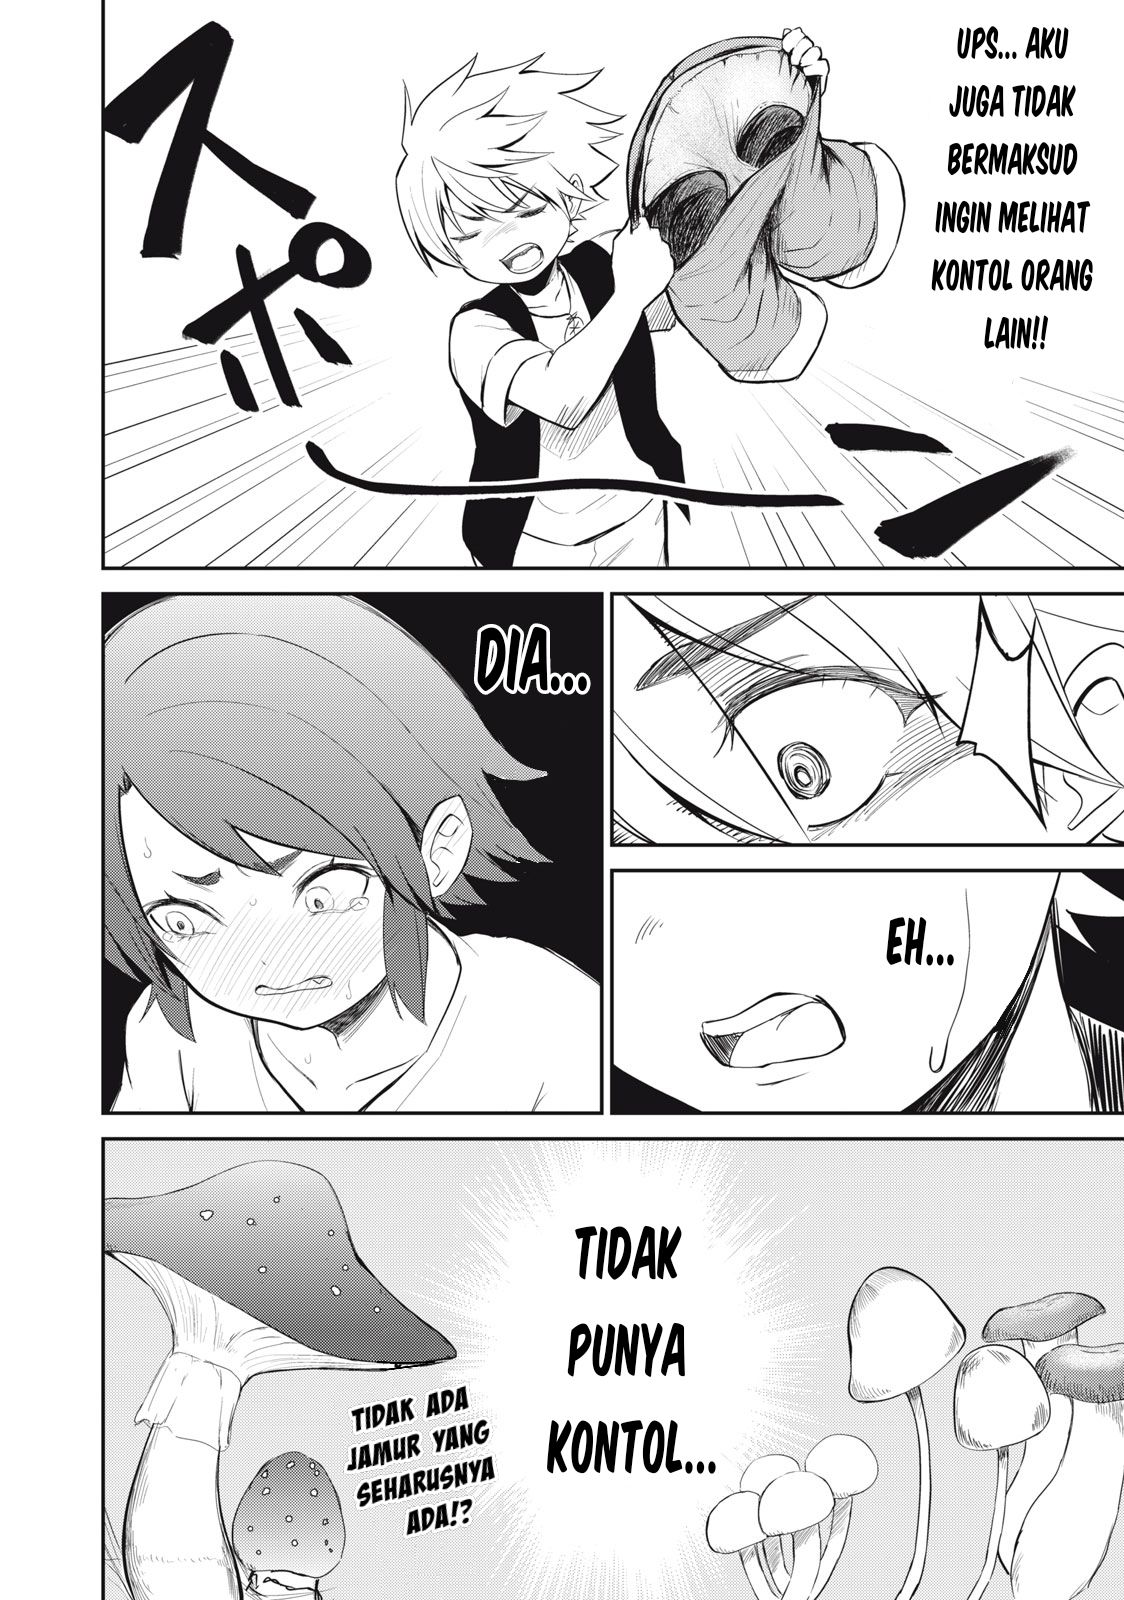 UPS... AKU
JUGA TIDAK
BERMAKSUD
INGIN MELIHAT
KONTOL ORANG
LAIN!!
スポーン
DIA...
EH...
TIDAK
PUNYA
KONTOL...
TIDAK ADA
JAMUR YANG
SEHARUSNYA
ADA!?